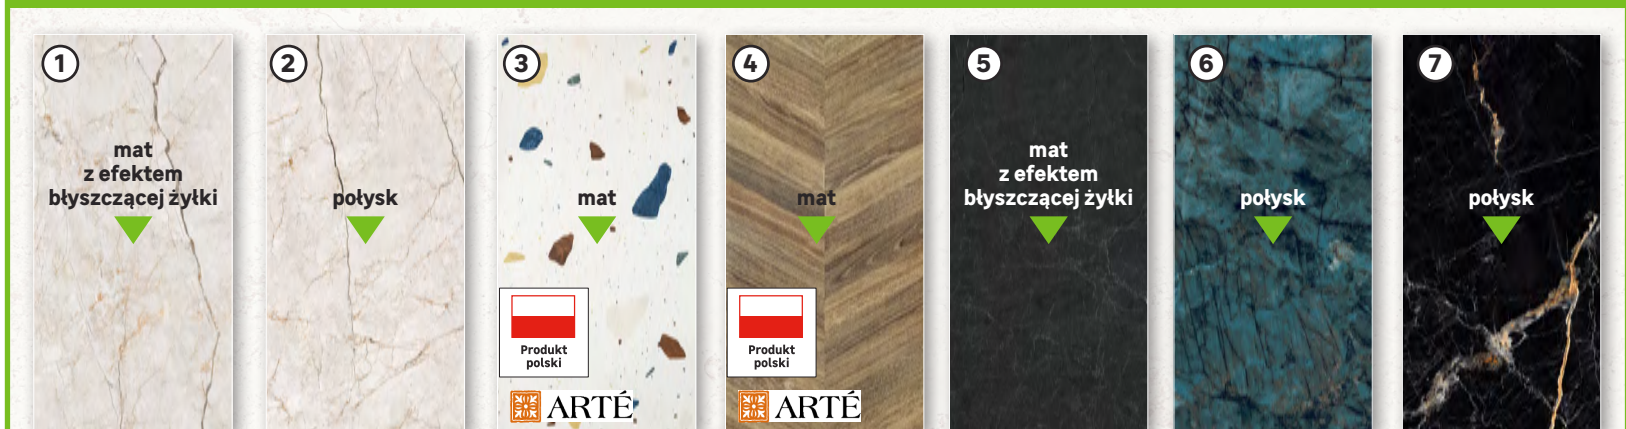 1
mat
z efektem
błyszczącej żyłki
2
połysk
3
mat
Produkt
polski
ARTÉ
4
mat
Produkt
polski
ARTÉ
5
mat
z efektem
błyszczącej żyłki
6
połysk
7
połysk